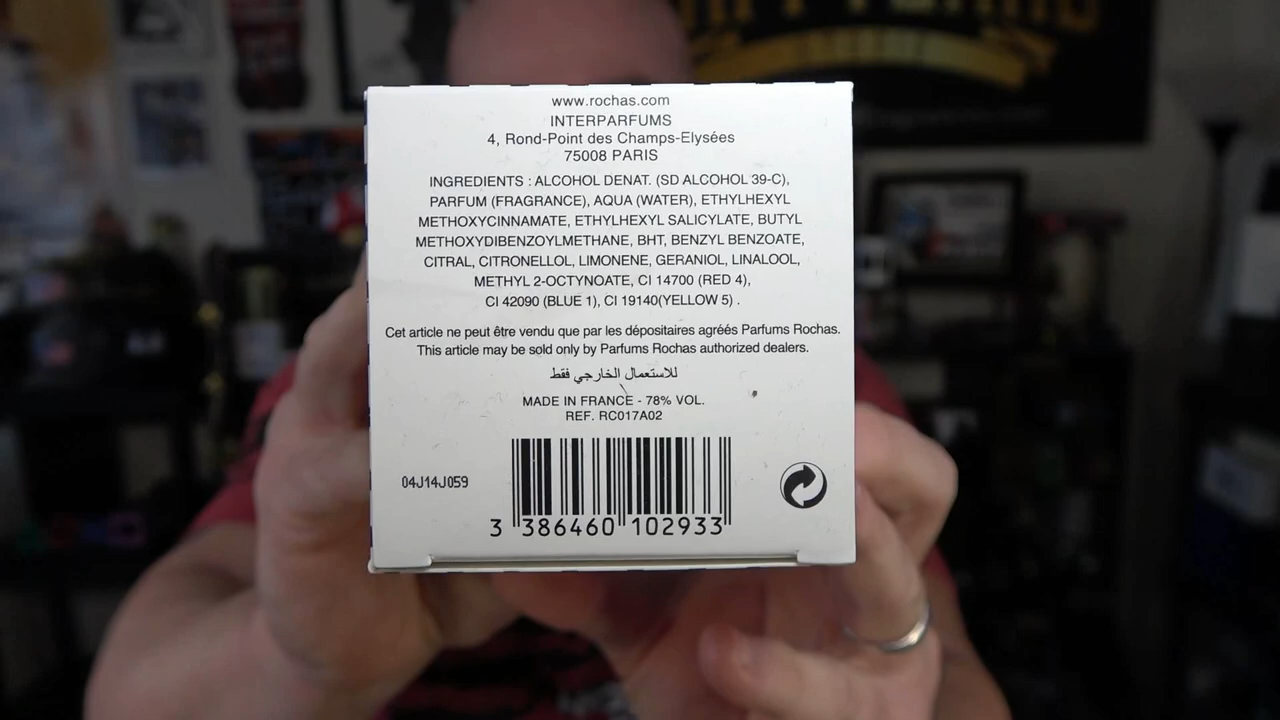 www.rochas.com
INTERPARFUMS
4, Rond-Point des Champs-Elysées
75008 PARIS
INGREDIENTS : ALCOHOL DENAT. (SD ALCOHOL 39-C),
PARFUM (FRAGRANCE), AQUA (WATER), ETHYLHEXYL
METHOXYCINNAMATE, ETHYLHEXYL SALICYLATE, BUTYL
METHOXYDIBENZOYLMETHANE, BHT, BENZYL BENZOATE,
CITRAL, CITRONELLOL, LIMONENE, GERANIOL, LINALOOL,
METHYL 2-OCTYNOATE, CI 14700 (RED 4),
CI 42090 (BLUE 1), CI 19140(YELLOW 5) .
Cet article ne peut être vendu que par les dépositaires agréés Parfums Rochas.
This article may be sold only by Parfums Rochas authorized dealers.
للاستعمال الخارجي فقط
MADE IN FRANCE - 78% VOL.
REF. RC017A02
04J14J059
3 386460 102933